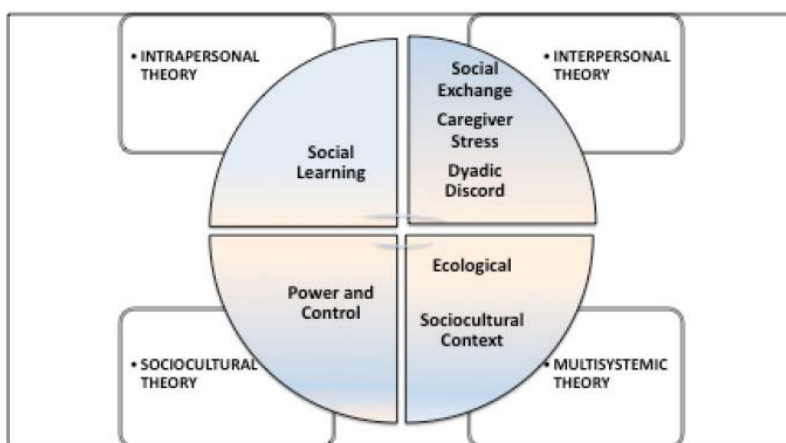 • INTRAPERSONAL
THEORY
• INTERPERSONAL
THEORY
Social
Learning
Social
Exchange
Caregiver
Stress
Dyadic
Discord
Power and
Control
Ecological
Sociocultural
Context
• SOCIOCULTURAL
THEORY
• MULTISYSTEMIC
THEORY